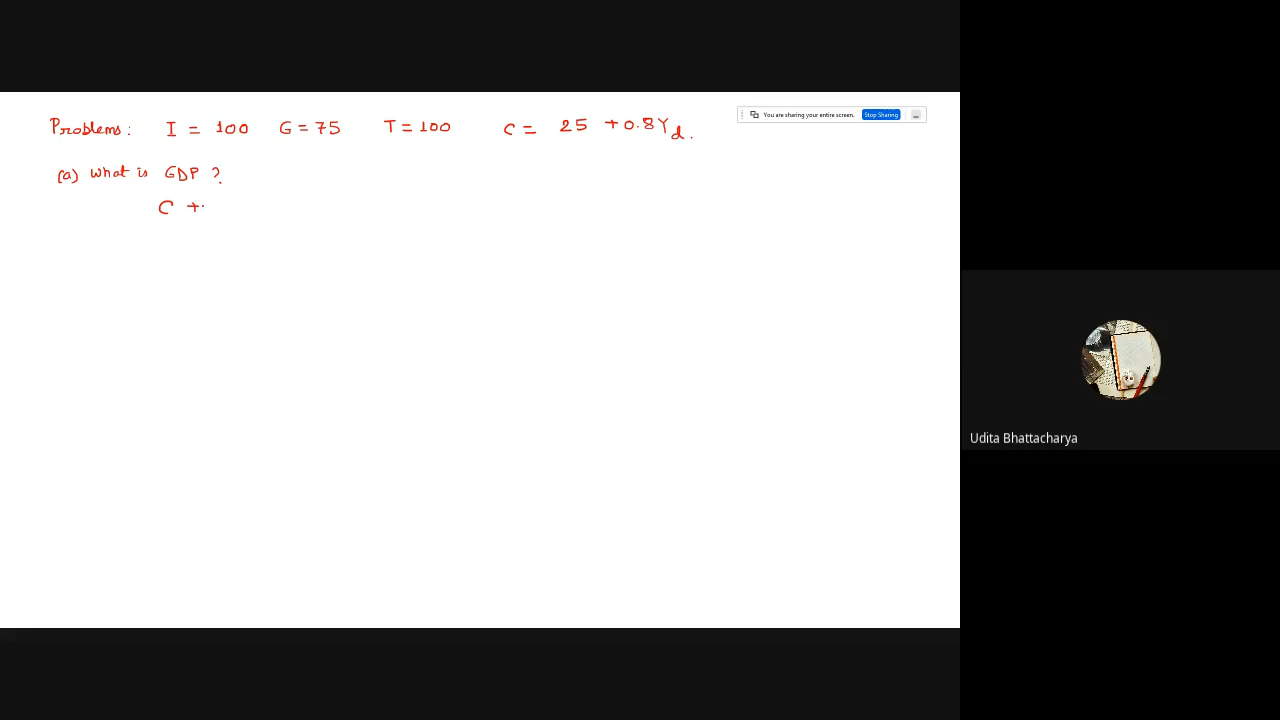 Problems: I = 100 G = 75 T = 100 C = 25 + 0.8Yd.
You are sharing your entire screen. Stop Sharing
(a) What is GDP ?
C +
Udita Bhattacharya